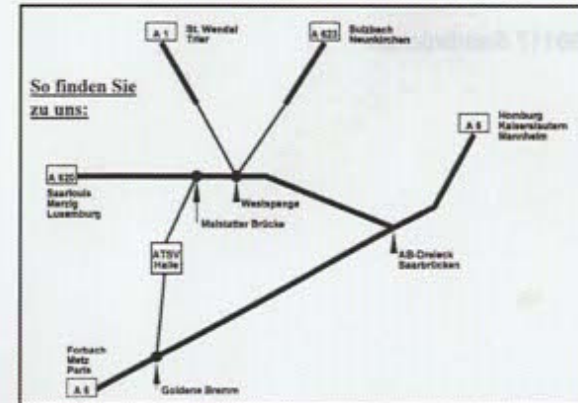 A 1
St. Wendel
Trier
A 623
Sulzbach
Neunkirchen
So finden Sie
zu uns:
A 6
Homburg
Kaiserslautern
Mannheim
A 620
Saarlouis
Merzig
Luxemburg
Westspange
Malstatter Brücke
ATSV
Halle
AB-Dreieck
Saarbrücken
Forbach
Metz
Paris
A 6
Goldene Bremm